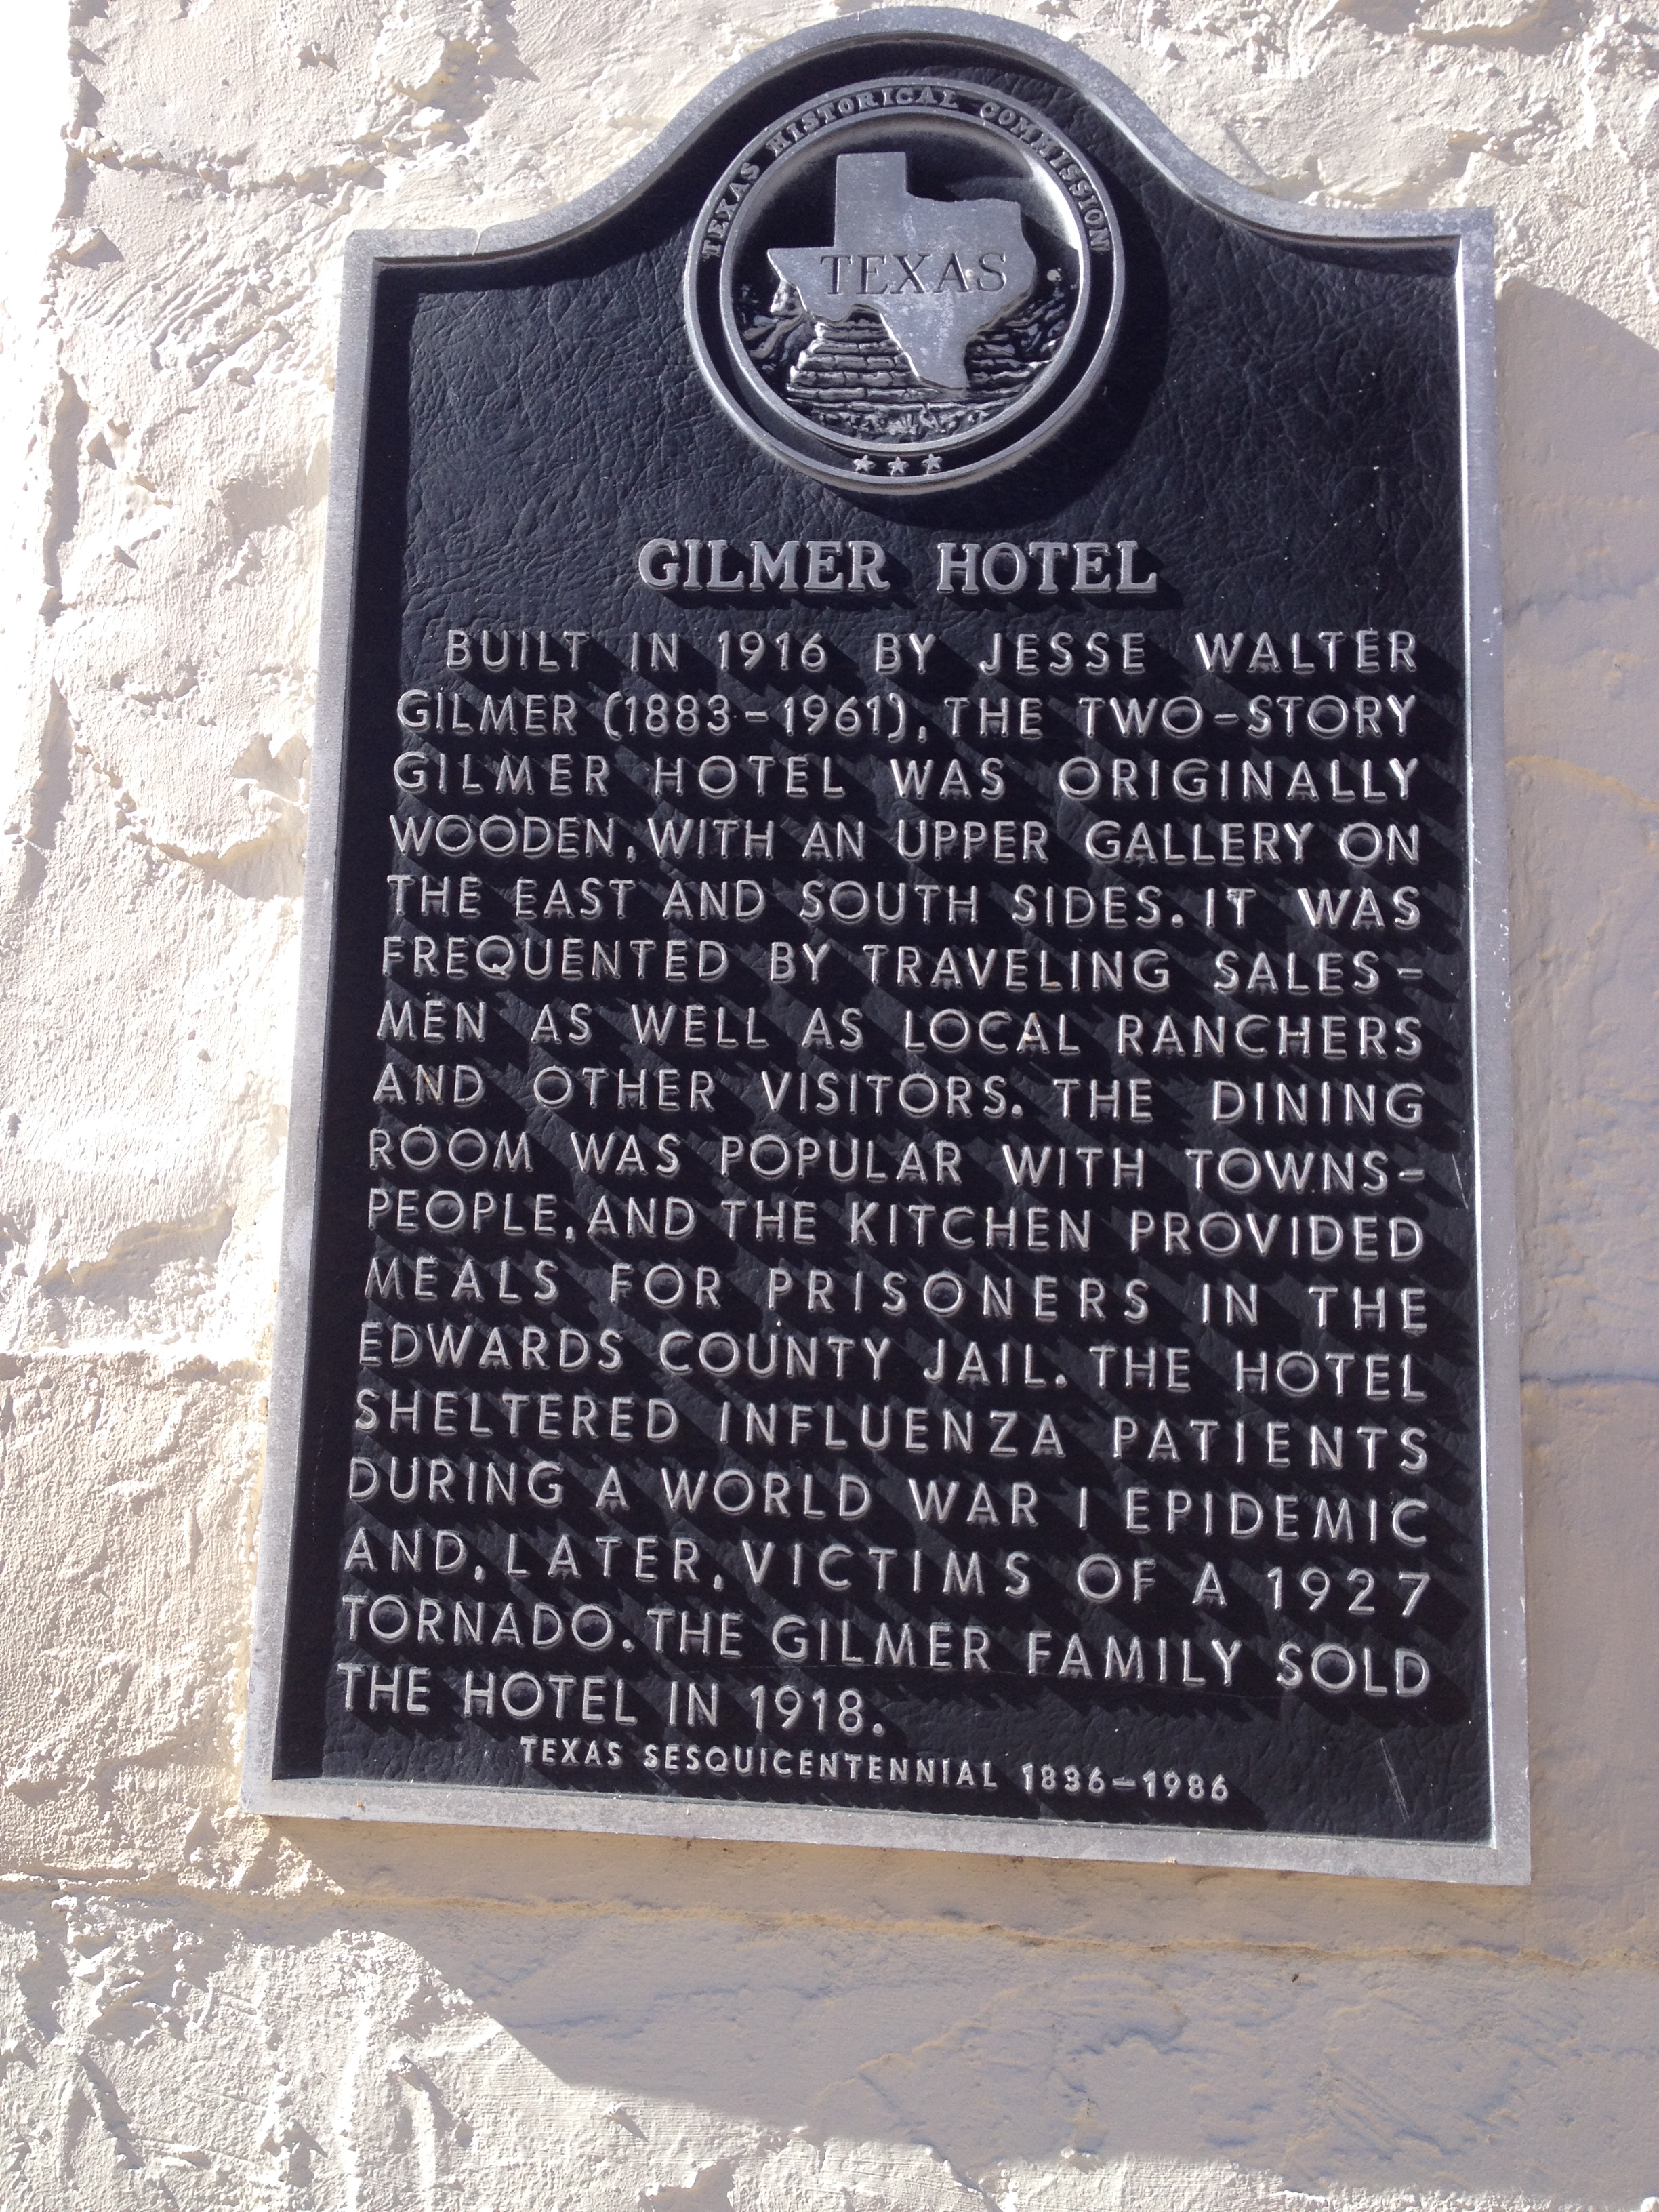 TEXAS HISTORICAL COMMISSION
TEXAS
GILMER HOTEL
BUILT IN 1916 BY JESSE WALTER
GILMER (1883-1961), THE TWO-STORY
GILMER HOTEL WAS ORIGINALLY
WOODEN, WITH AN UPPER GALLERY ON
THE EAST AND SOUTH SIDES. IT WAS
FREQUENTED BY TRAVELING SALES-
MEN AS WELL AS LOCAL RANCHERS
AND OTHER VISITORS. THE DINING
ROOM WAS POPULAR WITH TOWNS-
PEOPLE, AND THE KITCHEN PROVIDED
MEALS FOR PRISONERS IN THE
EDWARDS COUNTY JAIL. THE HOTEL
SHELTERED INFLUENZA PATIENTS
DURING A WORLD WAR I EPIDEMIC
AND, LATER, VICTIMS OF A 1927
TORNADO. THE GILMER FAMILY SOLD
THE HOTEL IN 1918.
TEXAS SESQUICENTENNIAL 1836-1986